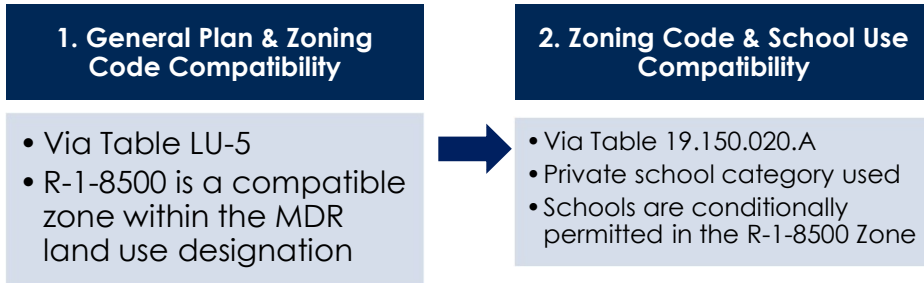 1. General Plan & Zoning
Code Compatibility
• Via Table LU-5
• R-1-8500 is a compatible
zone within the MDR
land use designation
2. Zoning Code & School Use
Compatibility
• Via Table 19.150.020.A
• Private school category used
• Schools are conditionally
permitted in the R-1-8500 Zone